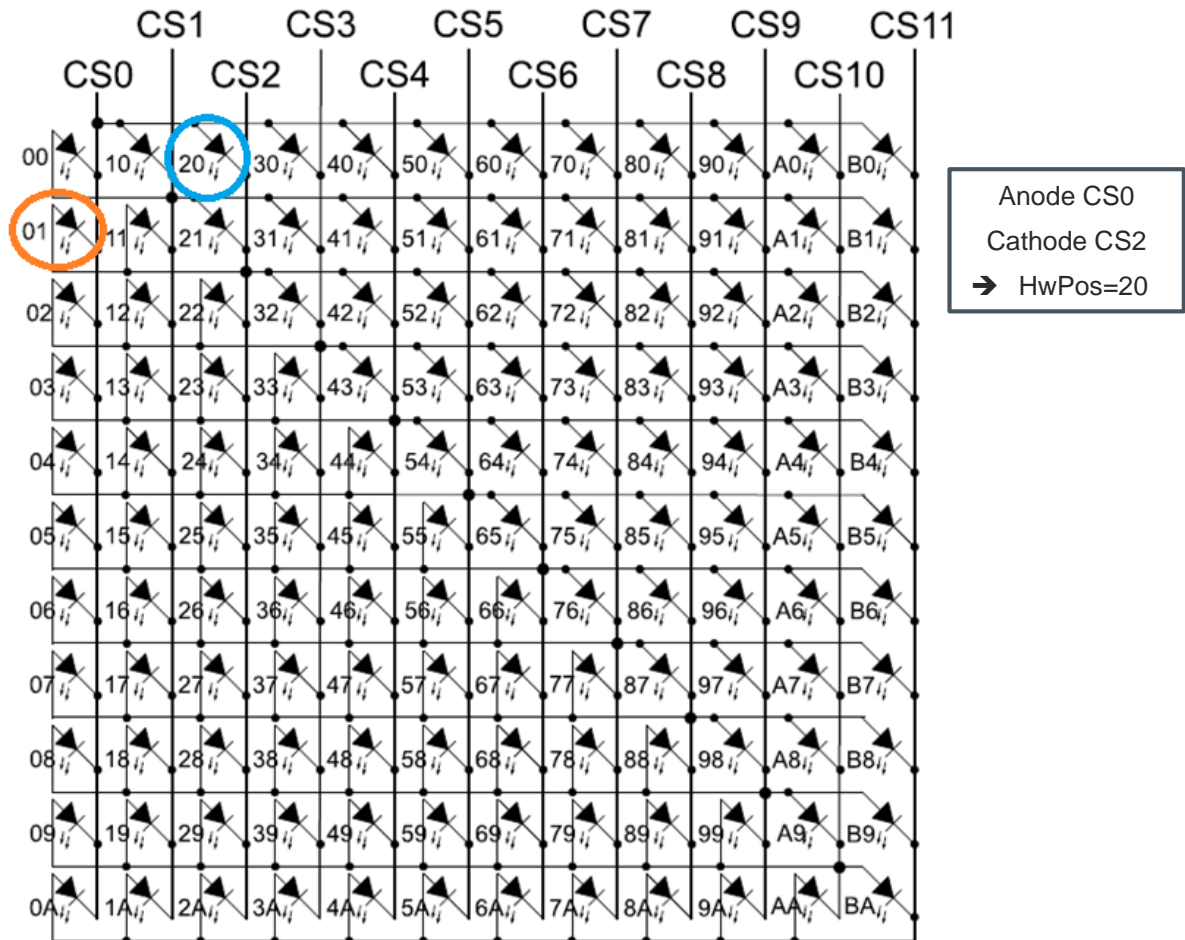 CS1 CS3 CS5 CS7 CS9 CS11
CS0 CS2 CS4 CS6 CS8 CS10
00 10 20 30 40 50 60 70 80 90 A0 B0
01 11 21 31 41 51 61 71 81 91 A1 B1
02 12 22 32 42 52 62 72 82 92 A2 B2
03 13 23 33 43 53 63 73 83 93 A3 B3
04 14 24 34 44 54 64 74 84 94 A4 B4
05 15 25 35 45 55 65 75 85 95 A5 B5
06 16 26 36 46 56 66 76 86 96 A6 B6
07 17 27 37 47 57 67 77 87 97 A7 B7
08 18 28 38 48 58 68 78 88 98 A8 B8
09 19 29 39 49 59 69 79 89 99 A9 B9
0A 1A 2A 3A 4A 5A 6A 7A 8A 9A AA BA
Anode CS0
Cathode CS2
➔ HwPos=20